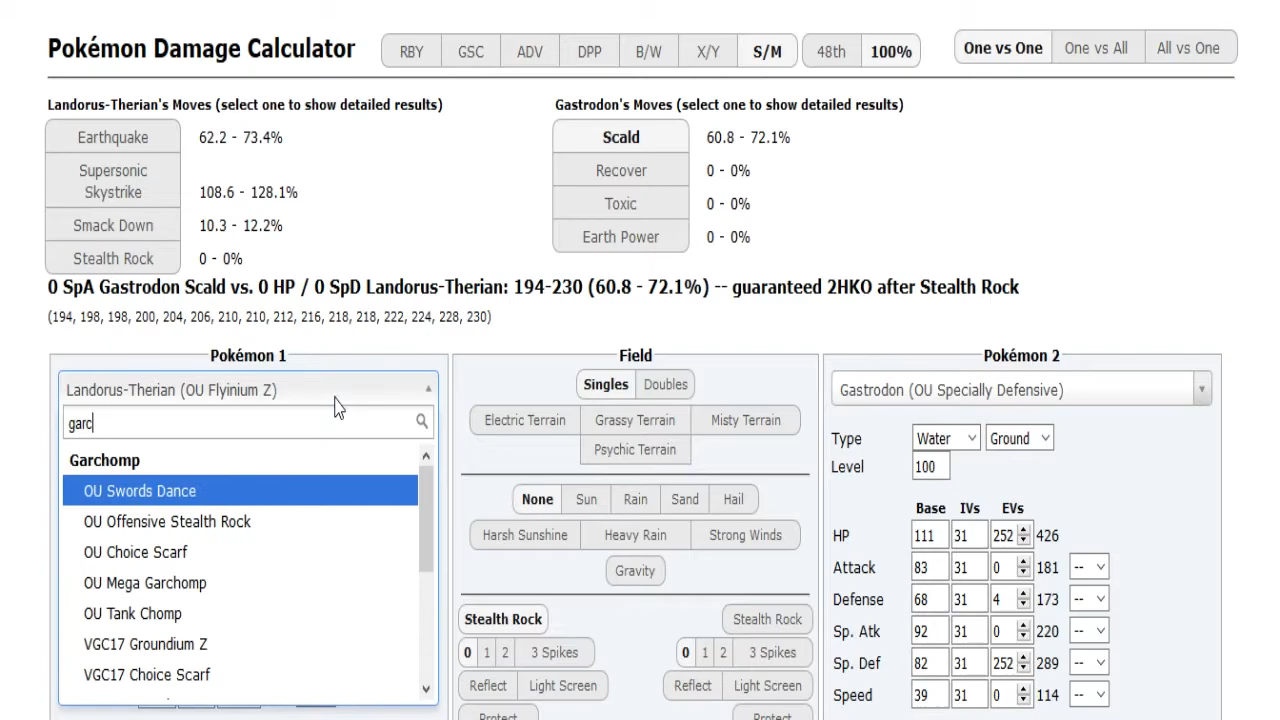 Pokémon Damage Calculator
RBY GSC ADV DPP B/W X/Y S/M 48th 100%
One vs One One vs All All vs One
Landorus-Therian's Moves (select one to show detailed results)
Earthquake 62.2 - 73.4%
Supersonic
Skystrike 108.6 - 128.1%
Smack Down 10.3 - 12.2%
Stealth Rock 0 - 0%
Gastrodon's Moves (select one to show detailed results)
Scald 60.8 - 72.1%
Recover 0 - 0%
Toxic 0 - 0%
Earth Power 0 - 0%
0 SpA Gastrodon Scald vs. 0 HP / 0 SpD Landorus-Therian: 194-230 (60.8 - 72.1%) -- guaranteed 2HKO after Stealth Rock
(194, 198, 198, 200, 204, 206, 210, 210, 212, 216, 218, 218, 222, 224, 228, 230)
Pokémon 1
Landorus-Therian (OU Flyinium Z)
garc
Garchomp
OU Swords Dance
OU Offensive Stealth Rock
OU Choice Scarf
OU Mega Garchomp
OU Tank Chomp
VGC17 Groundium Z
VGC17 Choice Scarf
Field
Singles Doubles
Electric Terrain Grassy Terrain Misty Terrain
Psychic Terrain
None Sun Rain Sand Hail
Harsh Sunshine Heavy Rain Strong Winds
Gravity
Stealth Rock Stealth Rock
0 1 2 3 Spikes 0 1 2 3 Spikes
Reflect Light Screen Reflect Light Screen
Protect Protect
Pokémon 2
Gastrodon (OU Specially Defensive)
Type Water Ground
Level 100
Base IVs EVs
HP 111 31 252 426
Attack 83 31 0 181 --
Defense 68 31 4 173 --
Sp. Atk 92 31 0 220 --
Sp. Def 82 31 252 289 --
Speed 39 31 0 114 --